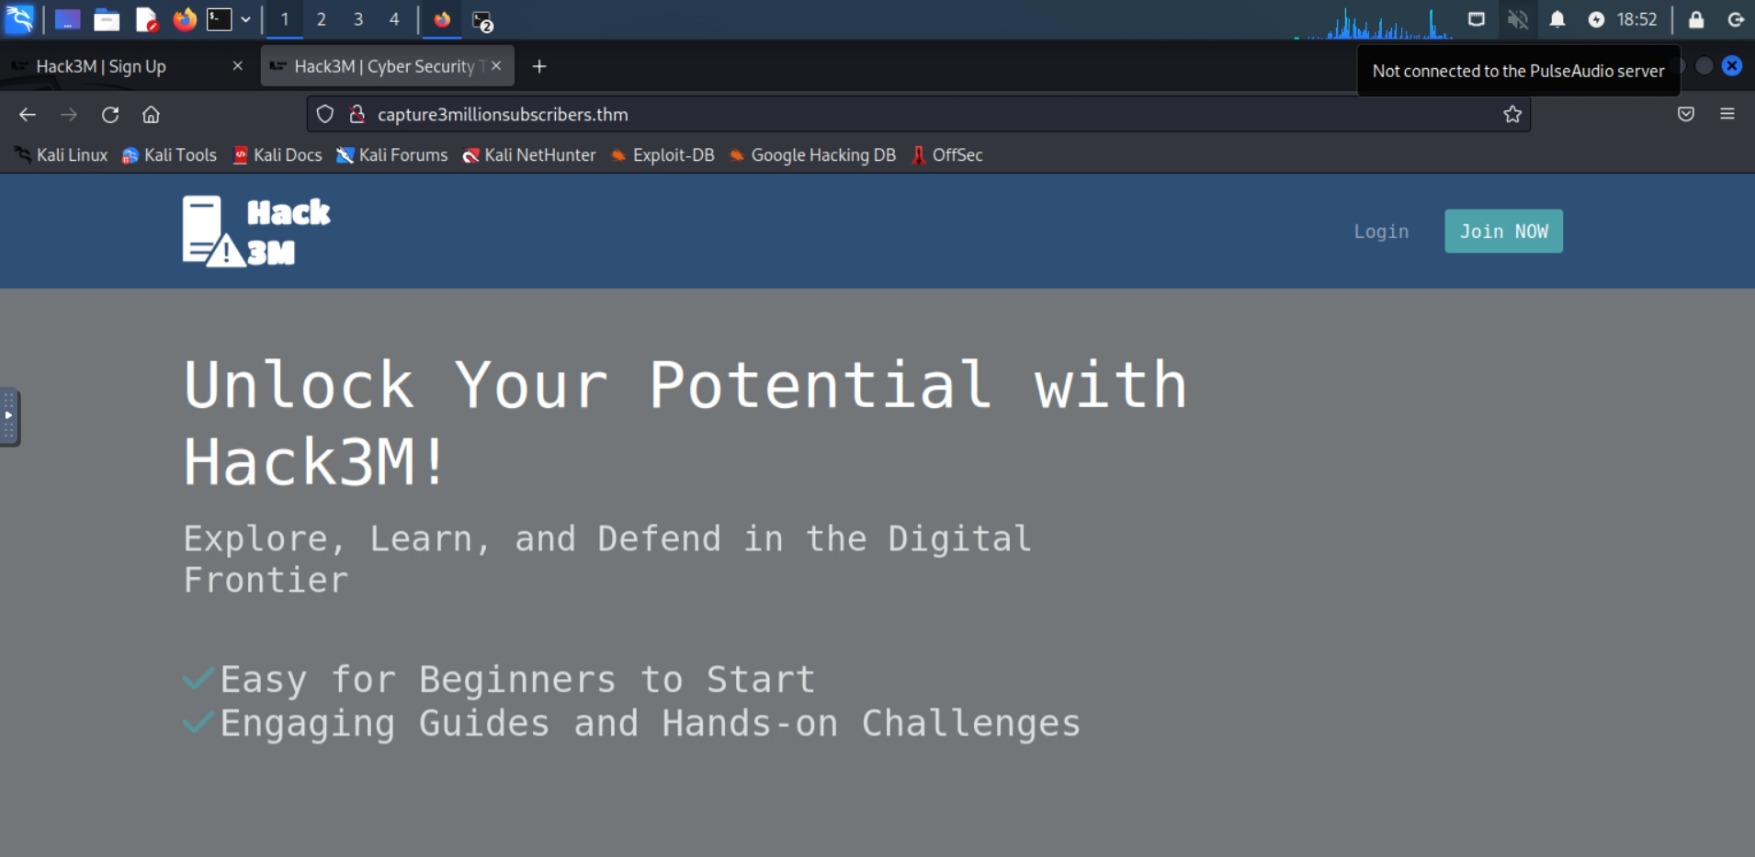 1 2 3 4 2 18:52
Hack3M | Sign Up
Hack3M | Cyber Security
Not connected to the PulseAudio server
capture3millionsubscribers.thm
Kali Linux Kali Tools Kali Docs Kali Forums Kali NetHunter Exploit-DB Google Hacking DB OffSec
Hack
3M
Login Join NOW
Unlock Your Potential with
Hack3M!
Explore, Learn, and Defend in the Digital
Frontier
Easy for Beginners to Start
Engaging Guides and Hands-on Challenges